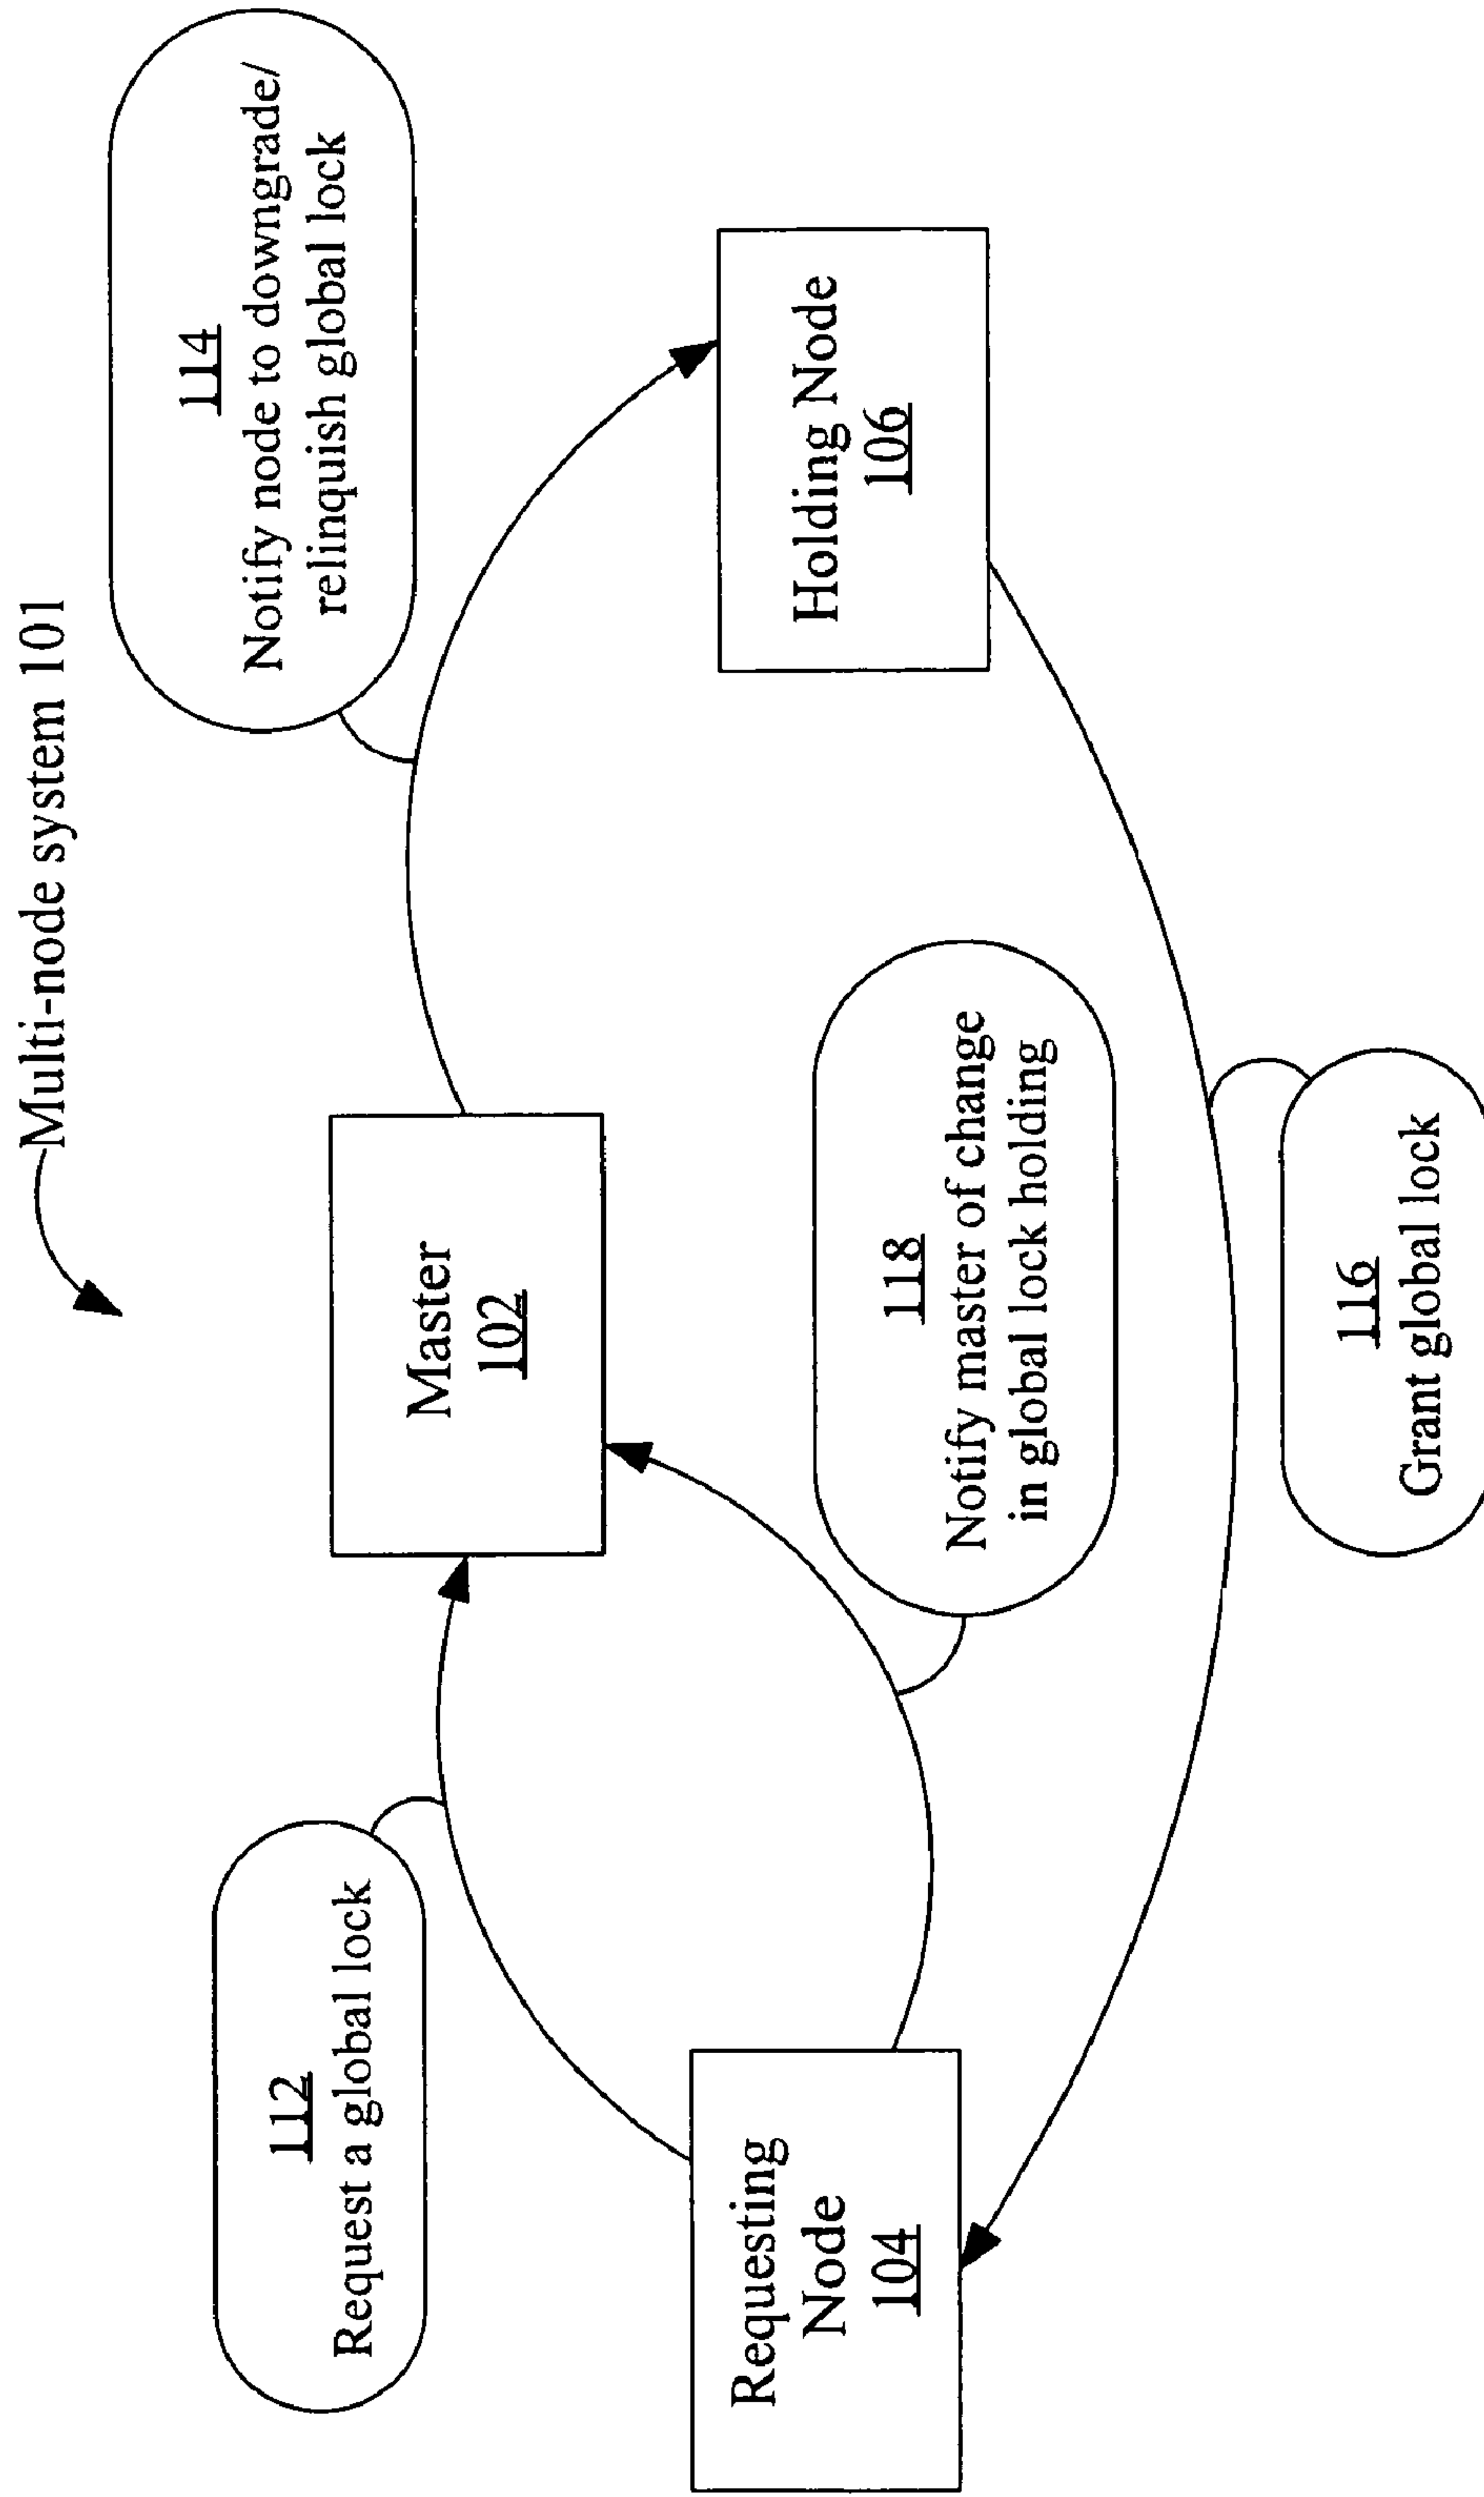 Multi-node system 101
114
Notify node to downgrade/
relinquish global lock
112
Request a global lock
Master
102
Requesting
Node
104
Holding Node
106
118
Notify master of change
in global lock holding
116
Grant global lock